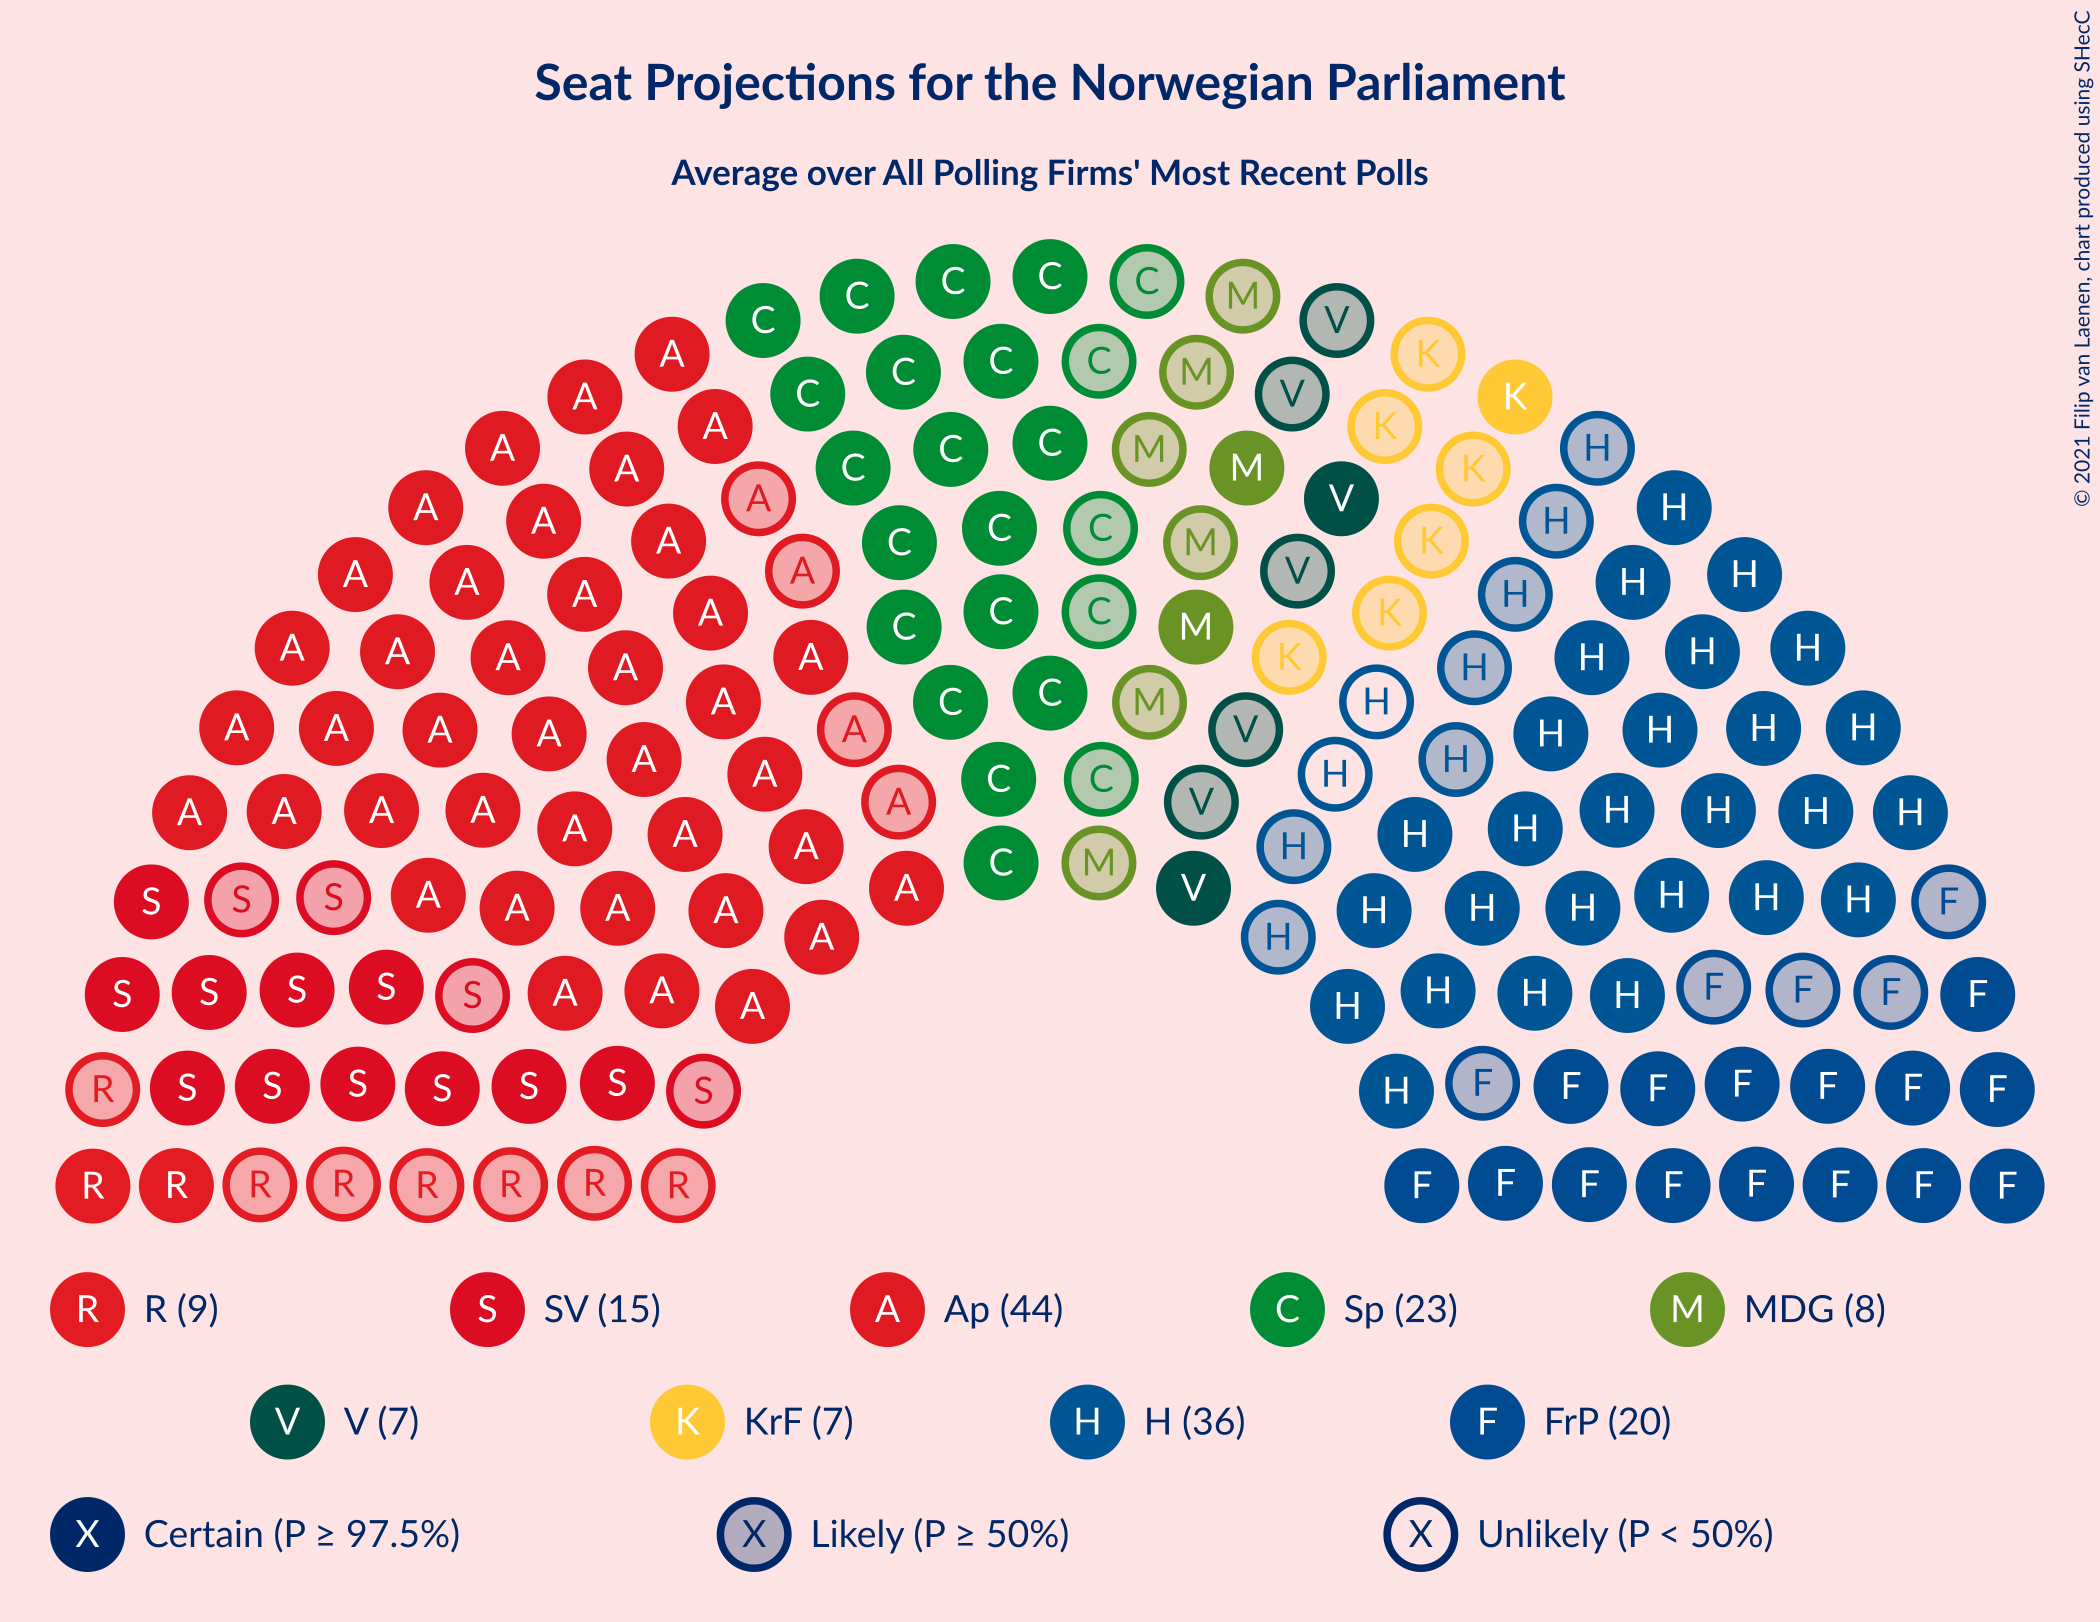 Seat Projections for the Norwegian Parliament
Average over All Polling Firms' Most Recent Polls
© 2021 Filip van Laenen, chart produced using SHecC
C C C C M
C V
A C C C M K
A C V K
A A C C M K H
A C M K
A A V H
A A C C C M K H
A A A A V H H H
A C C C M K
A A A A A K H H H H
A C C M H
A A A A A V H H H H
A A C C H H
A A A A A A A V H H H H H H
A C M H
S S S A A A A A V H H H H H H F
A H
S S S S S A A A H H H H F F F F
R S S S S S S S H F F F F F F F
R R R R R R R R F F F F F F F F
R R (9) S SV (15) A Ap (44) C Sp (23) M MDG (8)
V V (7) K KrF (7) H H (36) F FrP (20)
X Certain (P ≥ 97.5%) X Likely (P ≥ 50%) X Unlikely (P < 50%)